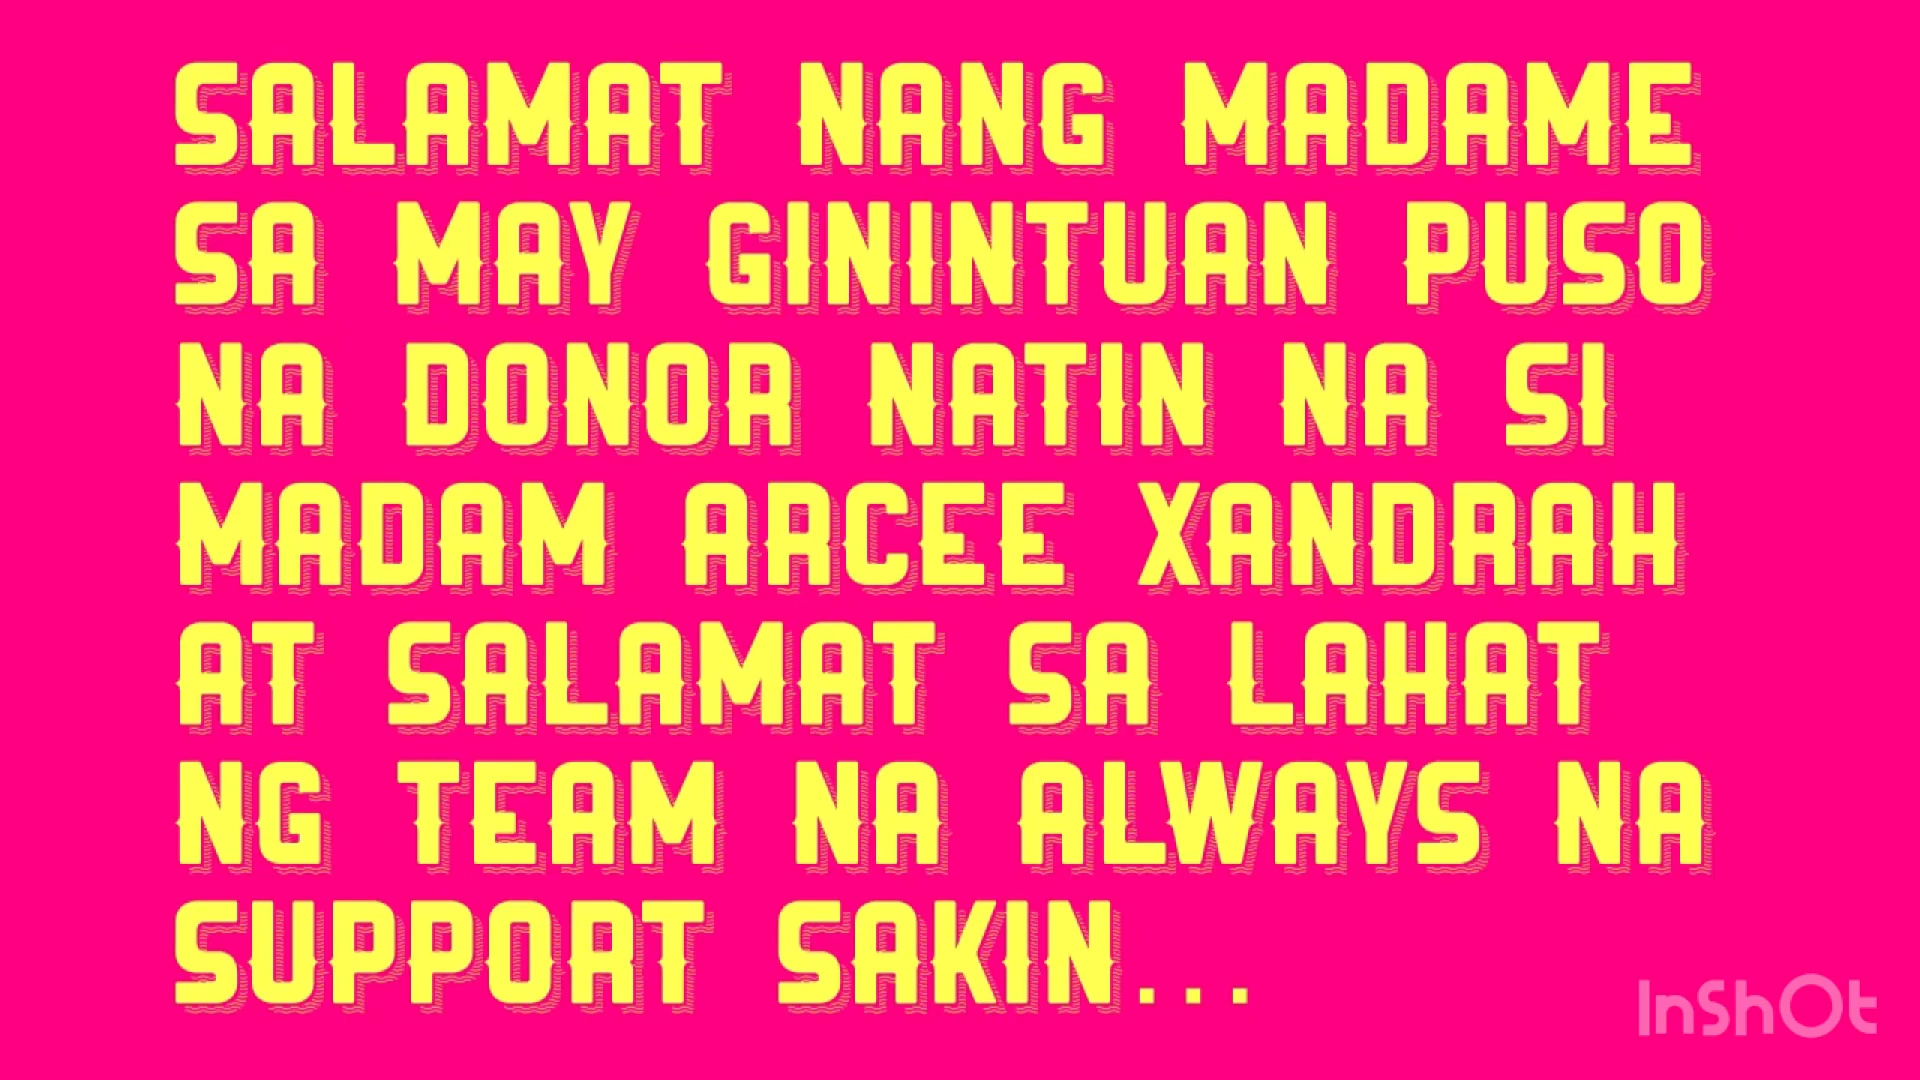 SALAMAT NANG MADAME
SA MAY GININTUAN PUSO
NA DONOR NATIN NA SI
MADAM ARCEE XANDRAH
AT SALAMAT SA LAHAT
NG TEAM NA ALWAYS NA
SUPPORT SAKIN...
InShOt